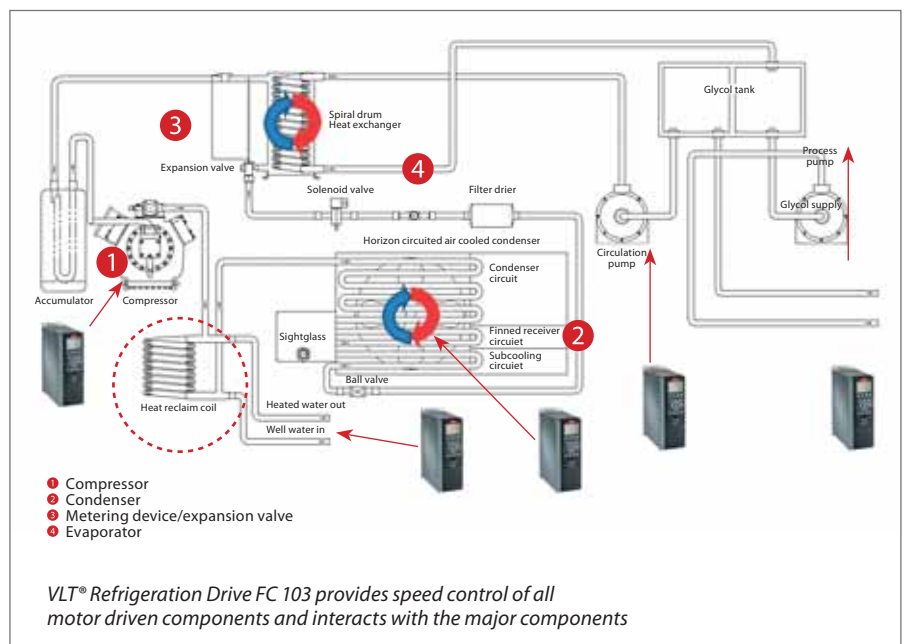 Glycol tank
Spiral drum
Heat exchanger
3
Process
pump
Expansion valve
4
Solenoid valve
Filter drier
Glycol supply
Horizon circuited air cooled condenser
Circulation
pump
1
Condenser
circuit
Accumulator
Compressor
Sightglass
Finned receiver
circuiet
2
Subcooling
circuiet
Ball valve
Heat reclaim coil
Heated water out
Well water in
1 Compressor
2 Condenser
3 Metering device/expansion valve
4 Evaporator
VLT® Refrigeration Drive FC 103 provides speed control of all
motor driven components and interacts with the major components